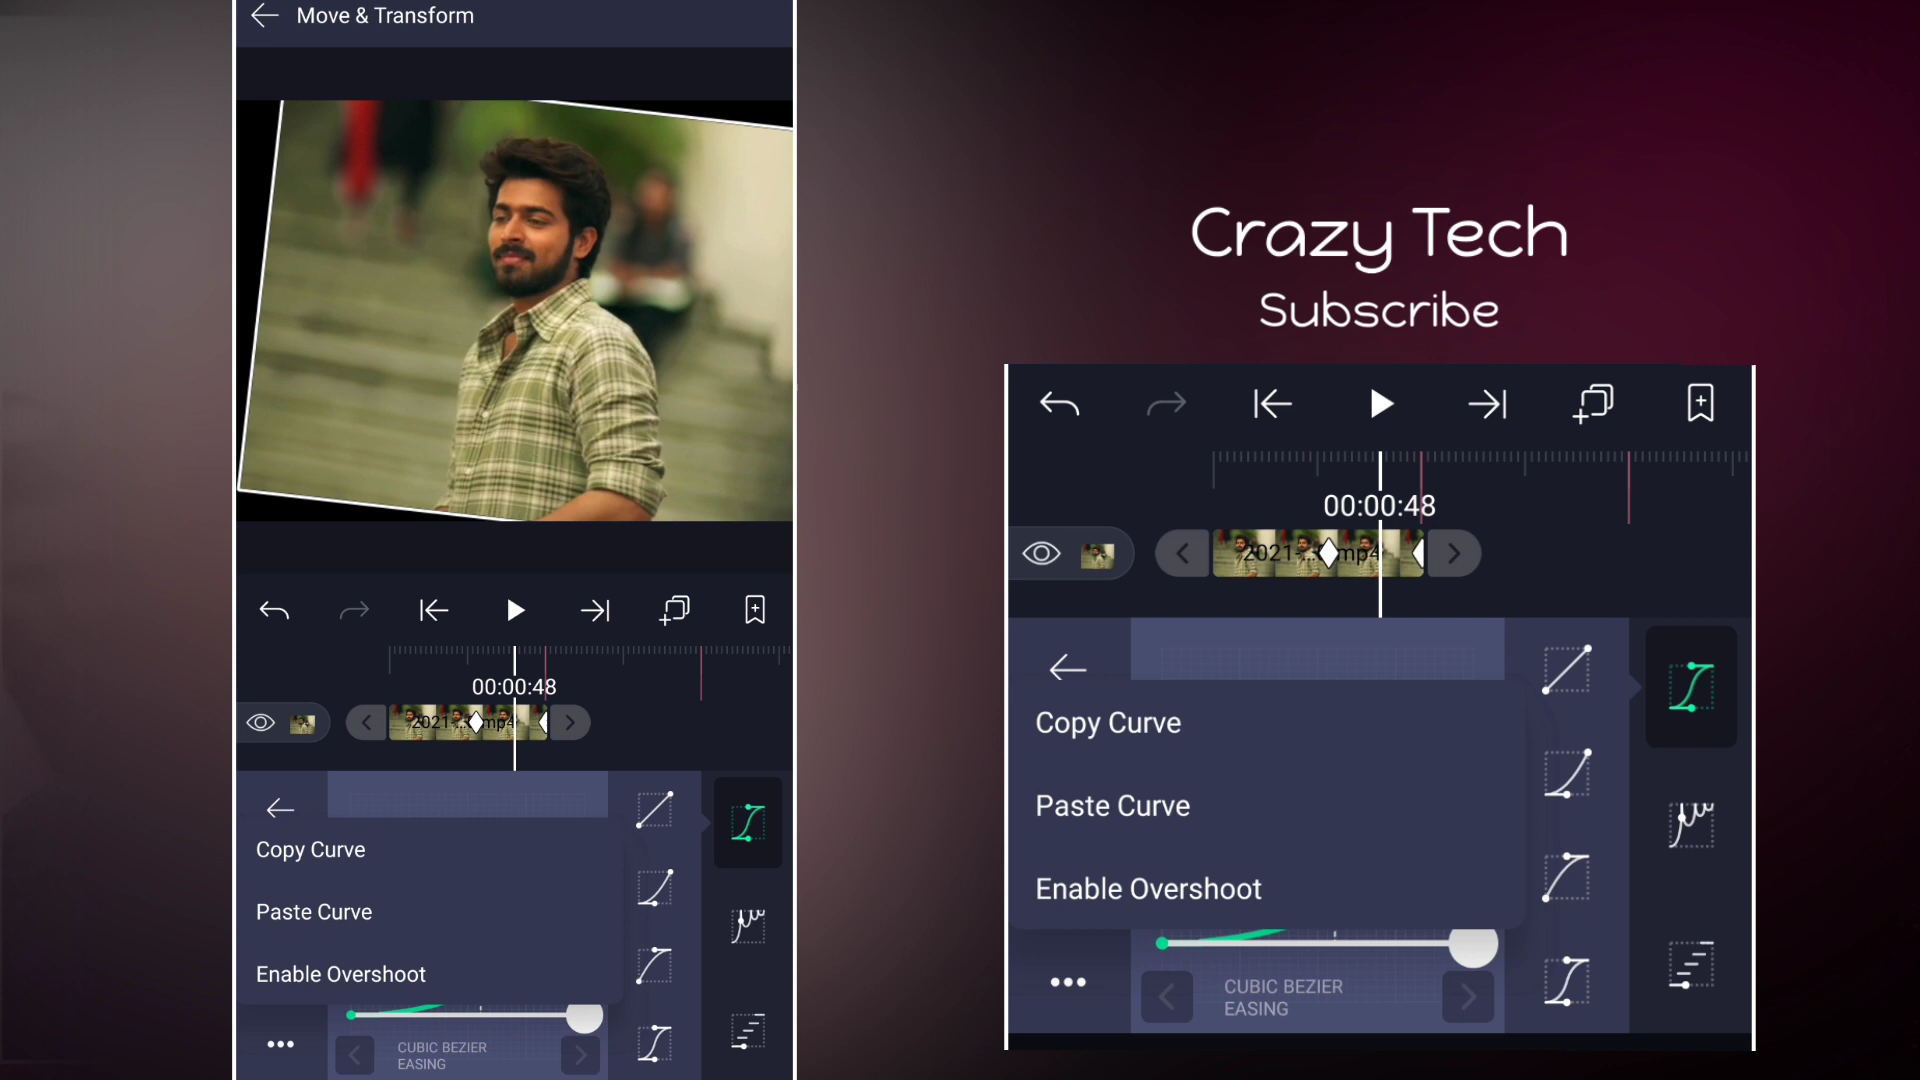 Move & Transform
00:00:48
2021-...mp4
Copy Curve
Paste Curve
Enable Overshoot
CUBIC BEZIER
EASING
Crazy Tech
Subscribe
00:00:48
2021-...mp4
Copy Curve
Paste Curve
Enable Overshoot
CUBIC BEZIER
EASING